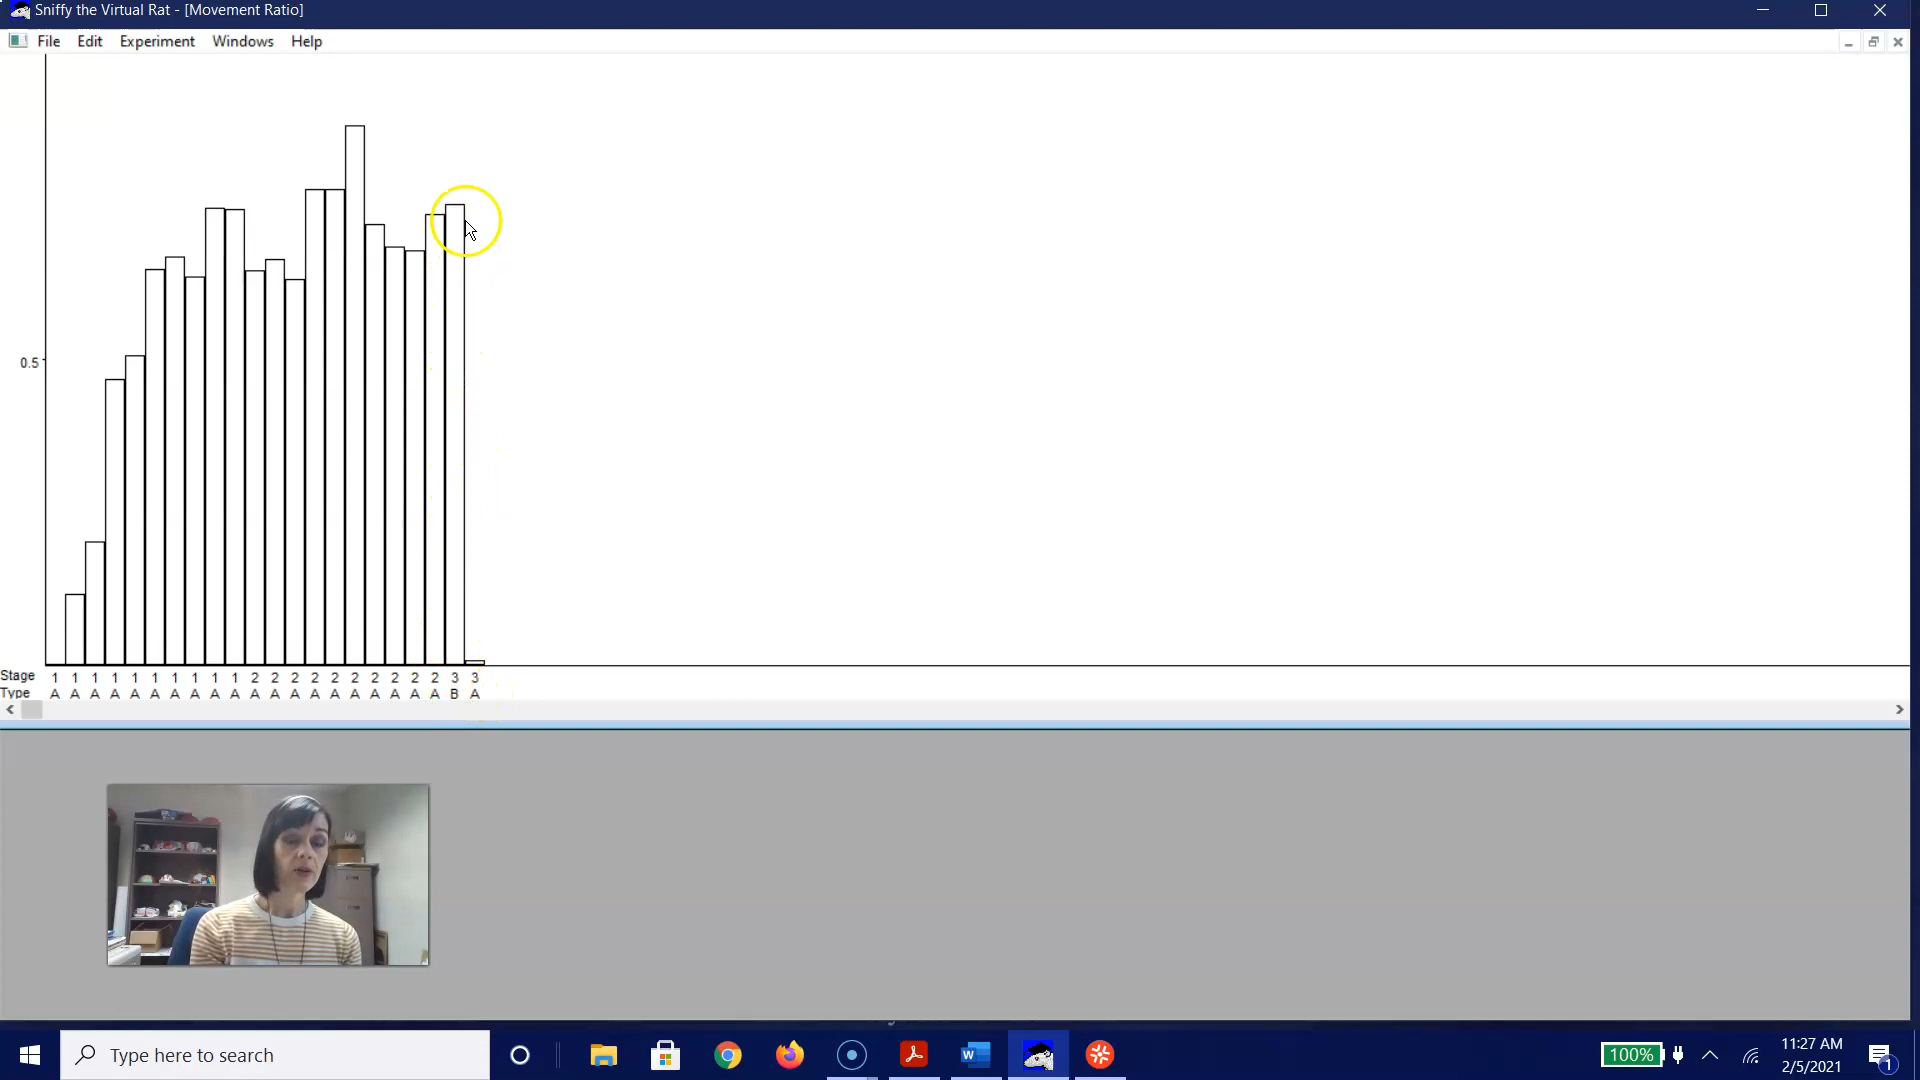 Sniffy the Virtual Rat - [Movement Ratio]
File Edit Experiment Windows Help
0.5
Stage 1 1 1 1 1 1 1 1 1 1 2 2 2 2 2 2 2 2 2 2 3 3
Type A A A A A A A A A A A A A A A A A A A A B A
Type here to search
100%
11:27 AM
2/5/2021
1